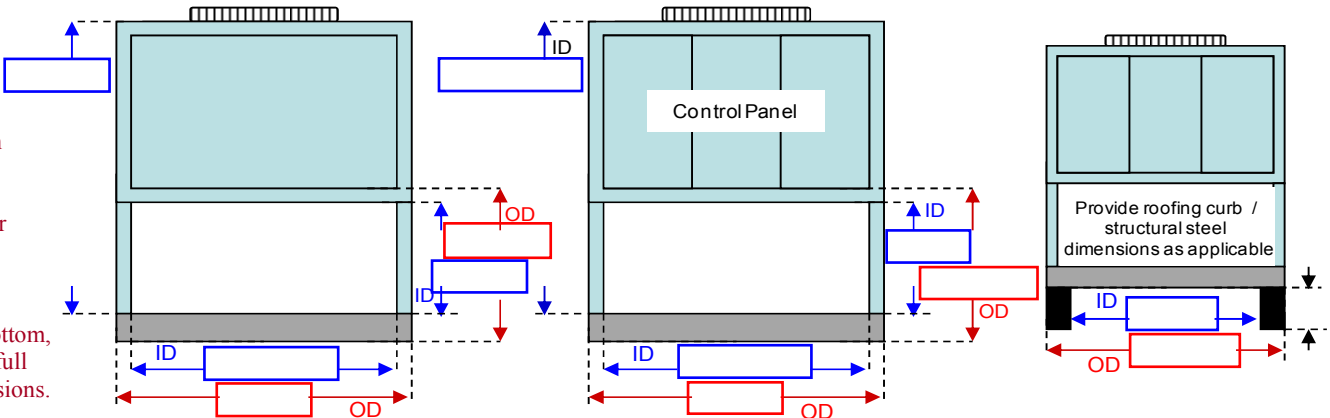 ID
Control Panel
Provide roofing curb /
structural steel
dimensions as applicable
r
OD
ID
ID
ID
OD
ottom,
full
sions.
ID
OD
ID
OD
ID
OD